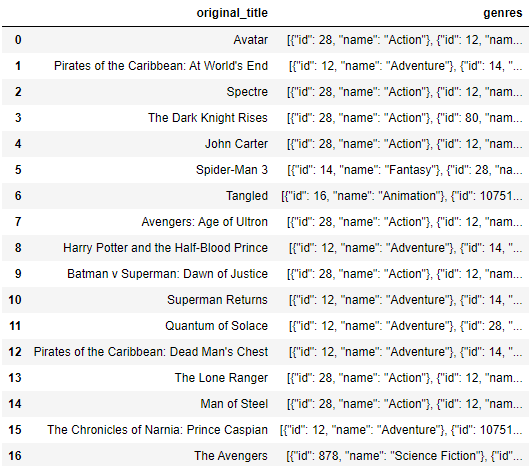 original_title genres
0 Avatar [{"id": 28, "name": "Action"}, {"id": 12, "nam...
1 Pirates of the Caribbean: At World's End [{"id": 12, "name": "Adventure"}, {"id": 14, "...
2 Spectre [{"id": 28, "name": "Action"}, {"id": 12, "nam...
3 The Dark Knight Rises [{"id": 28, "name": "Action"}, {"id": 80, "nam...
4 John Carter [{"id": 28, "name": "Action"}, {"id": 12, "nam...
5 Spider-Man 3 [{"id": 14, "name": "Fantasy"}, {"id": 28, "na...
6 Tangled [{"id": 16, "name": "Animation"}, {"id": 10751...
7 Avengers: Age of Ultron [{"id": 28, "name": "Action"}, {"id": 12, "nam...
8 Harry Potter and the Half-Blood Prince [{"id": 12, "name": "Adventure"}, {"id": 14, "...
9 Batman v Superman: Dawn of Justice [{"id": 28, "name": "Action"}, {"id": 12, "nam...
10 Superman Returns [{"id": 12, "name": "Adventure"}, {"id": 14, "...
11 Quantum of Solace [{"id": 12, "name": "Adventure"}, {"id": 28, "...
12 Pirates of the Caribbean: Dead Man's Chest [{"id": 12, "name": "Adventure"}, {"id": 14, "...
13 The Lone Ranger [{"id": 28, "name": "Action"}, {"id": 12, "nam...
14 Man of Steel [{"id": 28, "name": "Action"}, {"id": 12, "nam...
15 The Chronicles of Narnia: Prince Caspian [{"id": 12, "name": "Adventure"}, {"id": 10751...
16 The Avengers [{"id": 878, "name": "Science Fiction"}, {"id"...